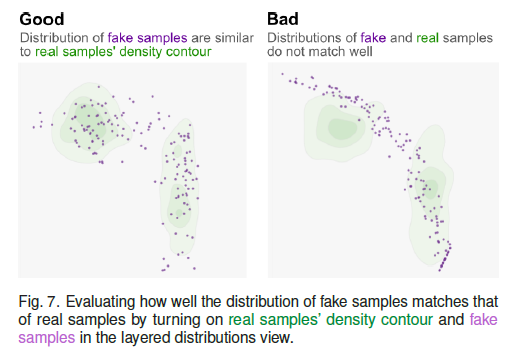 Good
Distribution of fake samples are similar
to real samples' density contour
Bad
Distributions of fake and real samples
do not match well
Fig. 7. Evaluating how well the distribution of fake samples matches that
of real samples by turning on real samples' density contour and fake
samples in the layered distributions view.